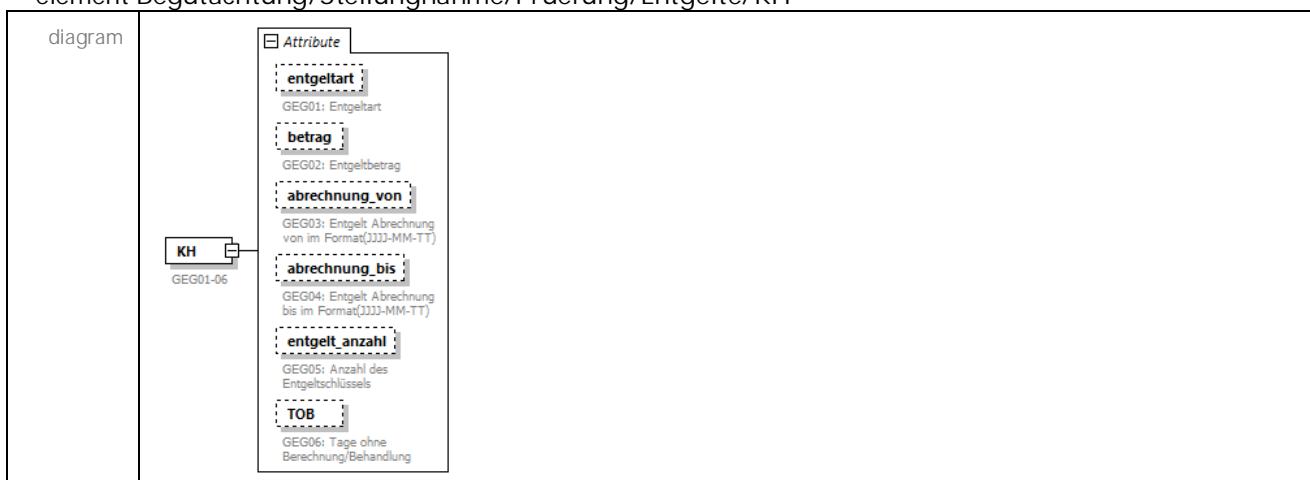 element Begutachtung/Stellungnahme/Pruefung/Entgelte/KH
diagram
Attribute
entgeltart
GEG01: Entgeltart
betrag
GEG02: Entgeltbetrag
abrechnung_von
GEG03: Entgelt Abrechnung
von im Format(JJJJ-MM-TT)
KH
GEG01-06
abrechnung_bis
GEG04: Entgelt Abrechnung
bis im Format(JJJJ-MM-TT)
entgelt_anzahl
GEG05: Anzahl des
Entgeltschlüssels
TOB
GEG06: Tage ohne
Berechnung/Behandlung